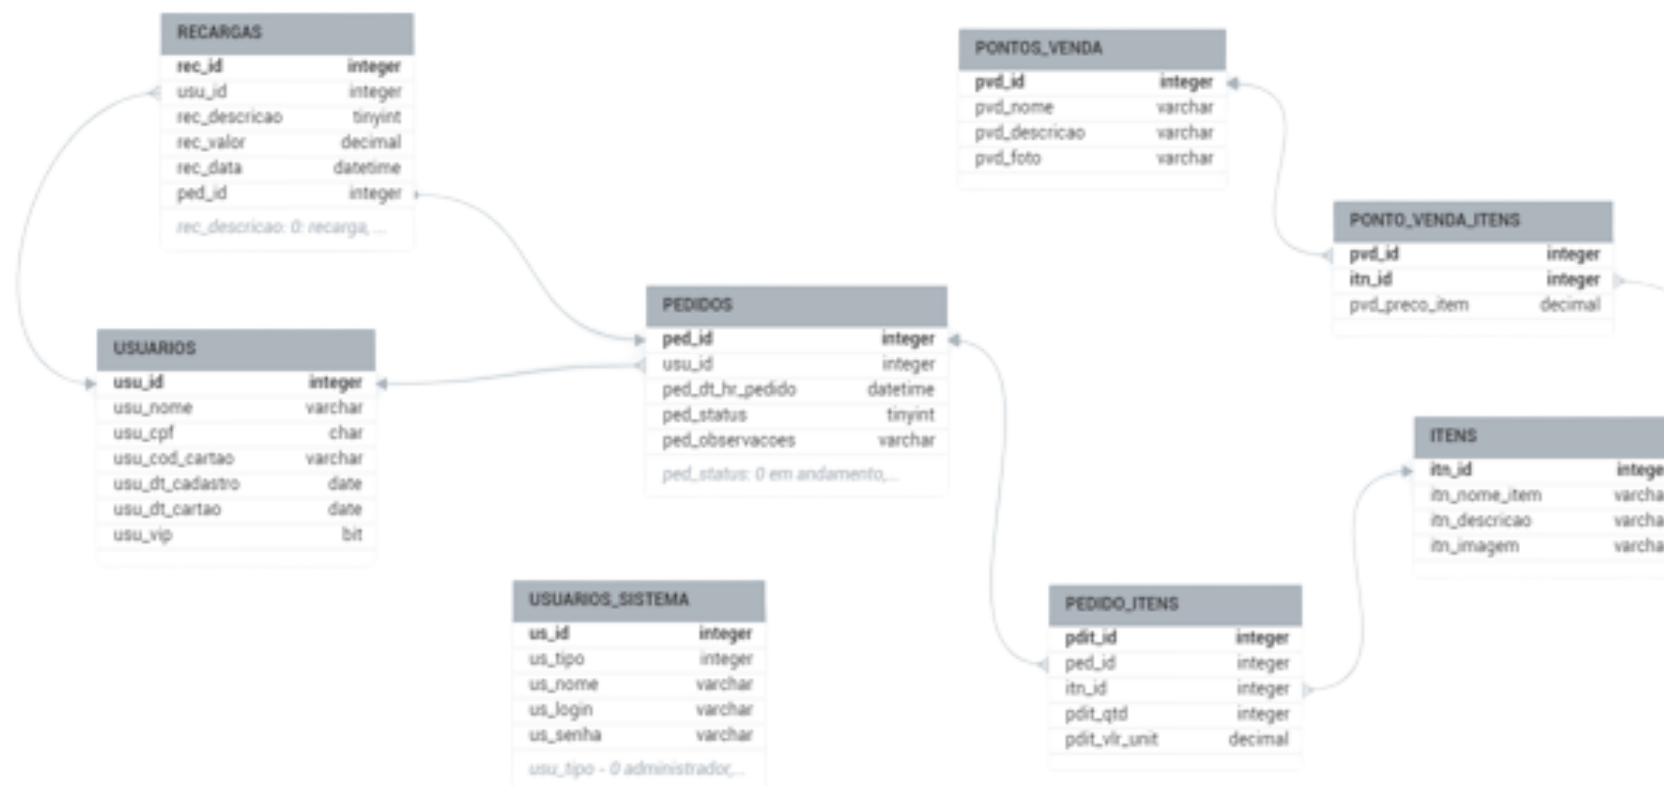 RECARGAS
rec_id integer
usu_id integer
rec_descricao tinyint
rec_valor decimal
rec_data datetime
ped_id integer
rec_descricao: 0: recarga, ...
USUARIOS
usu_id integer
usu_nome varchar
usu_cpf char
usu_cod_cartao varchar
usu_dt_cadastro date
usu_dt_cartao date
usu_vip bit
PEDIDOS
ped_id integer
usu_id integer
ped_dt_hr_pedido datetime
ped_status tinyint
ped_observacoes varchar
ped_status: 0 em andamento,...
USUARIOS_SISTEMA
us_id integer
us_tipo integer
us_nome varchar
us_login varchar
us_senha varchar
usu_tipo - 0 administrador,...
PONTOS_VENDA
pvd_id integer
pvd_nome varchar
pvd_descricao varchar
pvd_foto varchar
PONTO_VENDA_ITENS
pvd_id integer
itn_id integer
pvd_preco_item decimal
ITENS
itn_id intege
itn_nome_item varcha
itn_descricao varcha
itn_imagem varcha
PEDIDO_ITENS
pdit_id integer
ped_id integer
itn_id integer
pdit_qtd integer
pdit_vlr_unit decimal